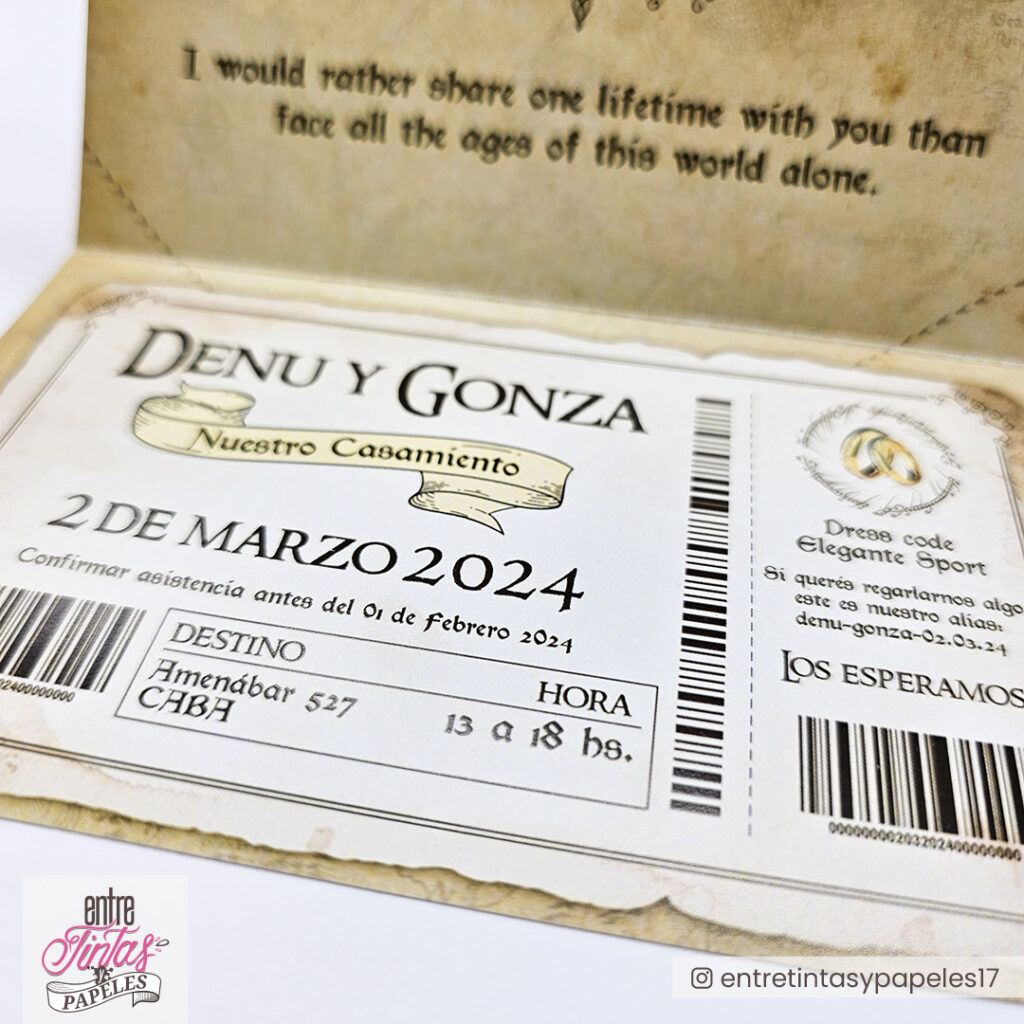 I would rather share one lifetime with you than
face all the ages of this world alone.
DENU Y GONZA
Nuestro Casamiento
2 DE MARZO 2024
Confirmar asistencia antes del 01 de Febrero 2024
02400000000
DESTINO
Amenábar 527
CABA
HORA
13 a 18 hs.
Dress code
Elegante Sport
Si querés regalarnos algo
este es nuestro alias:
denu-gonza-02.03.24
LOS ESPERAMOS
0000000020320240000000000
entre
Tintas
y
PAPELES
entretintasypapeles17